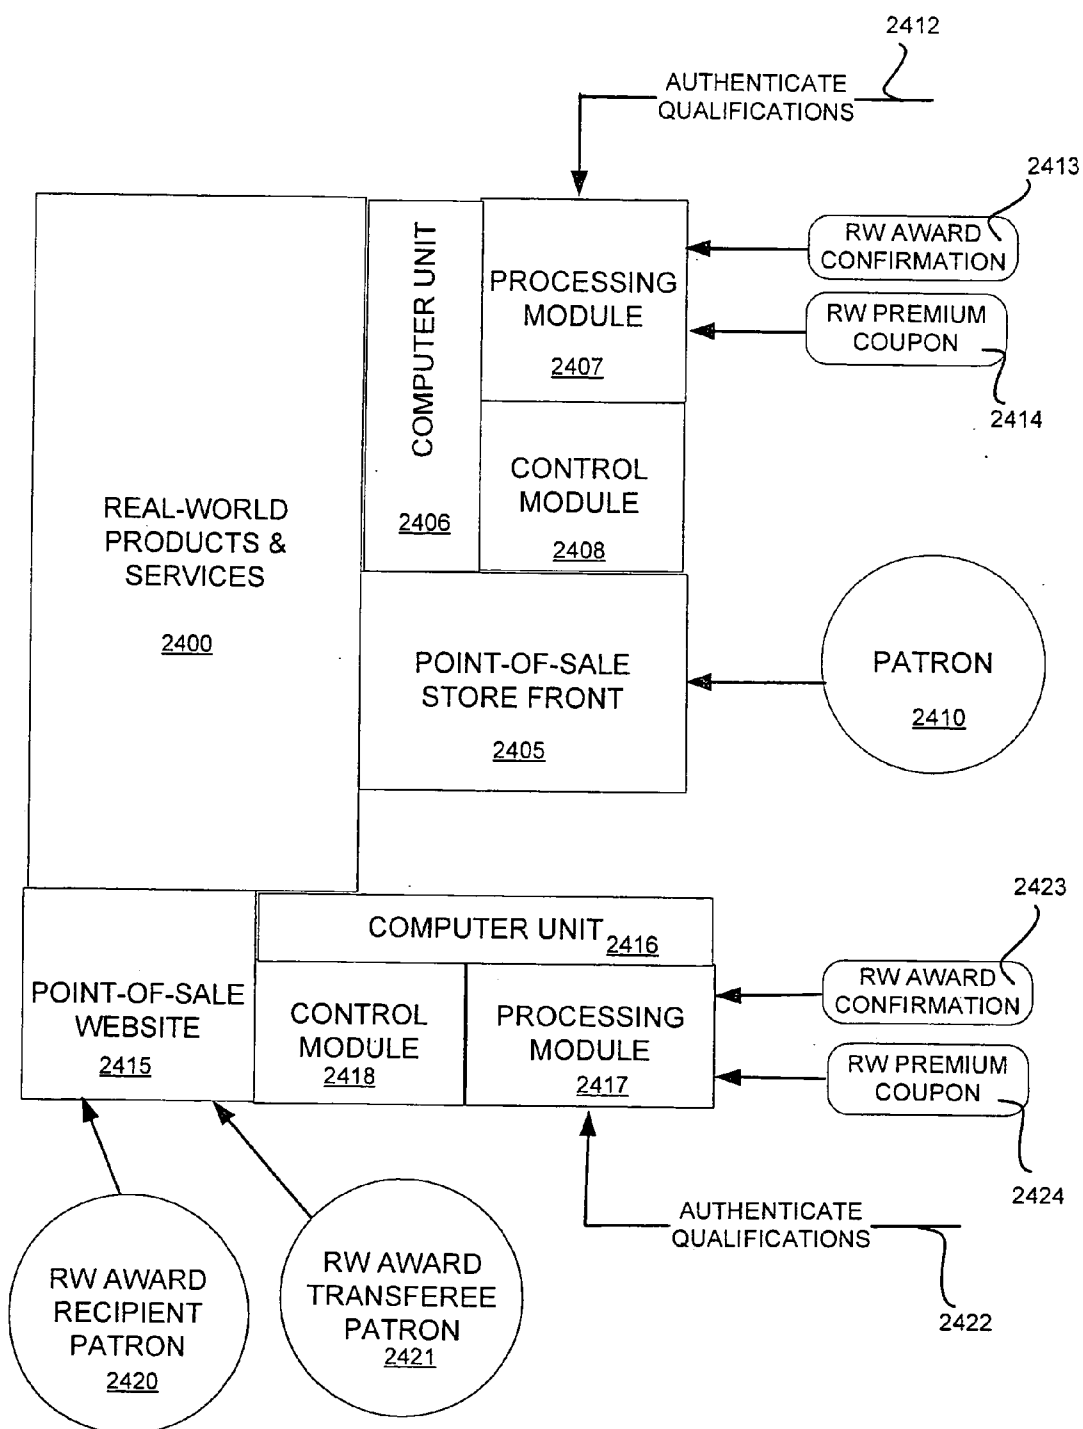 2412
AUTHENTICATE
QUALIFICATIONS
2413
RW AWARD
CONFIRMATION
COMPUTER UNIT
2406
PROCESSING
MODULE
2407
RW PREMIUM
COUPON
2414
CONTROL
MODULE
2408
REAL-WORLD
PRODUCTS &
SERVICES
2400
POINT-OF-SALE
STORE FRONT
2405
PATRON
2410
2423
COMPUTER UNIT 2416
RW AWARD
CONFIRMATION
POINT-OF-SALE
WEBSITE
2415
CONTROL
MODULE
2418
PROCESSING
MODULE
2417
RW PREMIUM
COUPON
2424
AUTHENTICATE
QUALIFICATIONS
2422
RW AWARD
RECIPIENT
PATRON
2420
RW AWARD
TRANSFEREE
PATRON
2421